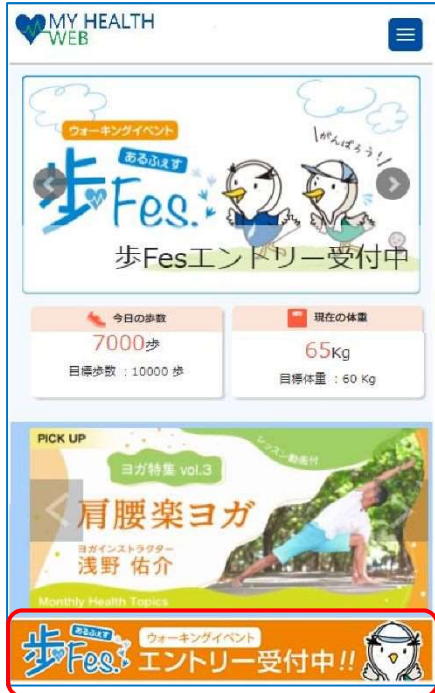 MY HEALTH
WEB
ウォーキングイベント
あるふぇす
歩Fes.
がんばろう!
歩Fesエントリー受付中
今日の歩数
7000歩
目標歩数 : 10000 歩
現在の体重
65Kg
目標体重 : 60 Kg
PICK UP
レッスン動画付
ヨガ特集 vol.3
肩腰楽ヨガ
ヨガインストラクター
浅野 佑介
Monthly Health Topics
あるふぇす
歩Fes.
ウォーキングイベント
エントリー受付中!!